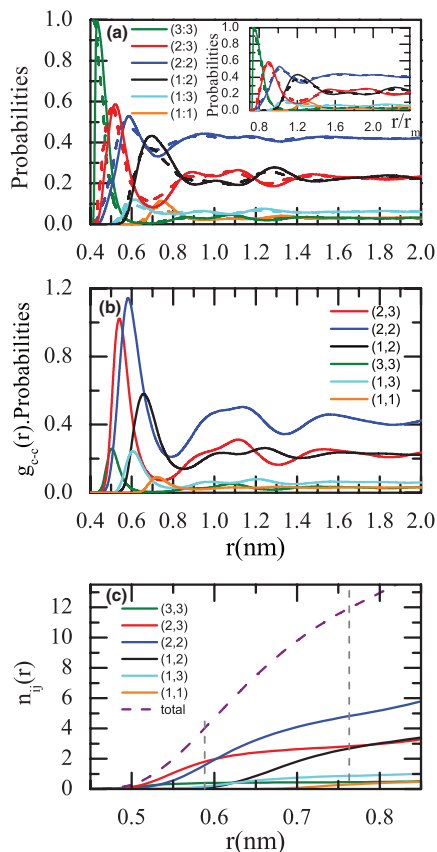 (a)
(3:3)
(2:3)
(2:2)
(1:2)
(1:3)
(1:1)
Probabilities
1.0
0.8
0.6
0.4
0.2
0.0
0.4 0.6 0.8 1.0 1.2 1.4 1.6 1.8 2.0
Probabilities
0.8
0.6
0.4
0.2
0.0
0.8 1.2 1.6 2.0
r/rm
(b)
(2,3)
(2,2)
(1,2)
(3,3)
(1,3)
(1,1)
gc-c(r).Probabilities
1.2
0.8
0.4
0.0
0.4 0.6 0.8 1.0 1.2 1.4 1.6 1.8 2.0
r(nm)
(c)
(3,3)
(2,3)
(2,2)
(1,2)
(1,3)
(1,1)
total
nij(r)
12
10
8
6
4
2
0
0.5 0.6 0.7 0.8
r(nm)